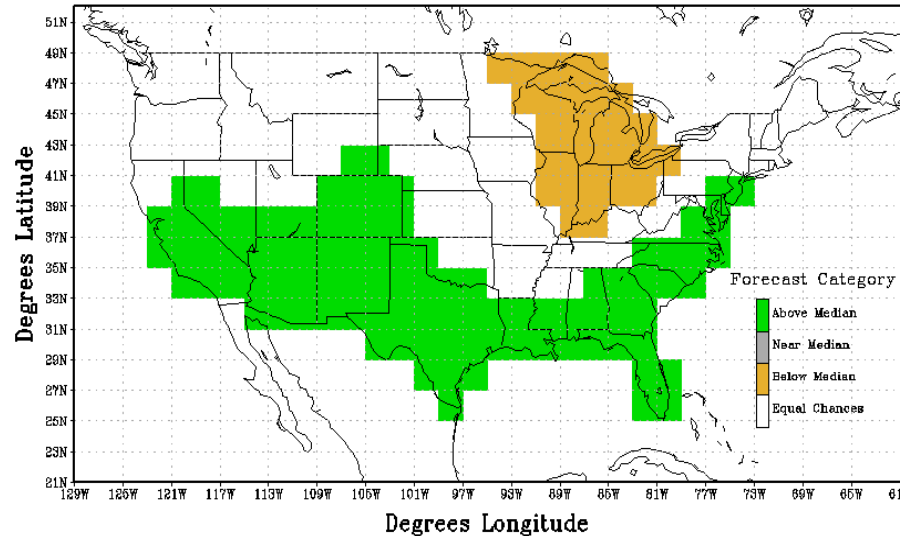 51N
49N
47N
45N
43N
41N
39N
37N
35N
33N
31N
29N
27N
25N
23N
21N
Degrees Latitude
Forecast Category
Above Median
Near Median
Below Median
Equal Chances
129W 125W 121W 117W 113W 109W 105W 101W 97W 93W 89W 85W 81W 77W 73W 69W 65W 61
Degrees Longitude